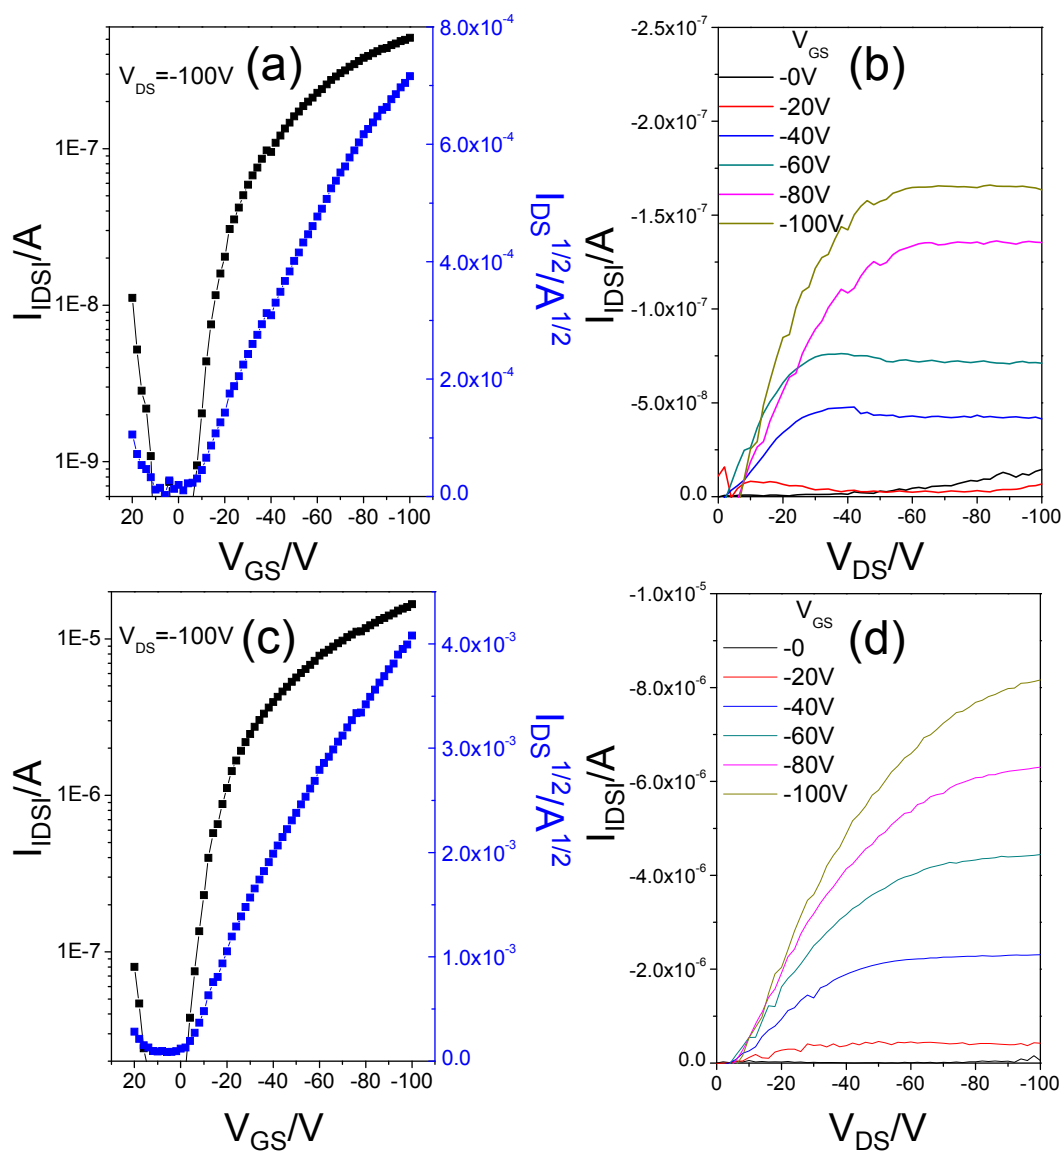 (a)
V_DS=-100V
I_IDSI/A
1E-7
1E-8
1E-9
20 0 -20 -40 -60 -80 -100
V_GS/V
8.0x10^-4
6.0x10^-4
4.0x10^-4
2.0x10^-4
0.0
I_DS^1/2/A^1/2
(b)
V_GS
-0V
-20V
-40V
-60V
-80V
-100V
I_IDSI/A
-2.5x10^-7
-2.0x10^-7
-1.5x10^-7
-1.0x10^-7
-5.0x10^-8
0.0
0 -20 -40 -60 -80 -100
V_DS/V
(c)
V_DS=-100V
I_IDSI/A
1E-5
1E-6
1E-7
20 0 -20 -40 -60 -80 -100
V_GS/V
4.0x10^-3
3.0x10^-3
2.0x10^-3
1.0x10^-3
0.0
I_DS^1/2/A^1/2
(d)
V_GS
-0
-20V
-40V
-60V
-80V
-100V
I_IDSI/A
-1.0x10^-5
-8.0x10^-6
-6.0x10^-6
-4.0x10^-6
-2.0x10^-6
0.0
0 -20 -40 -60 -80 -100
V_DS/V